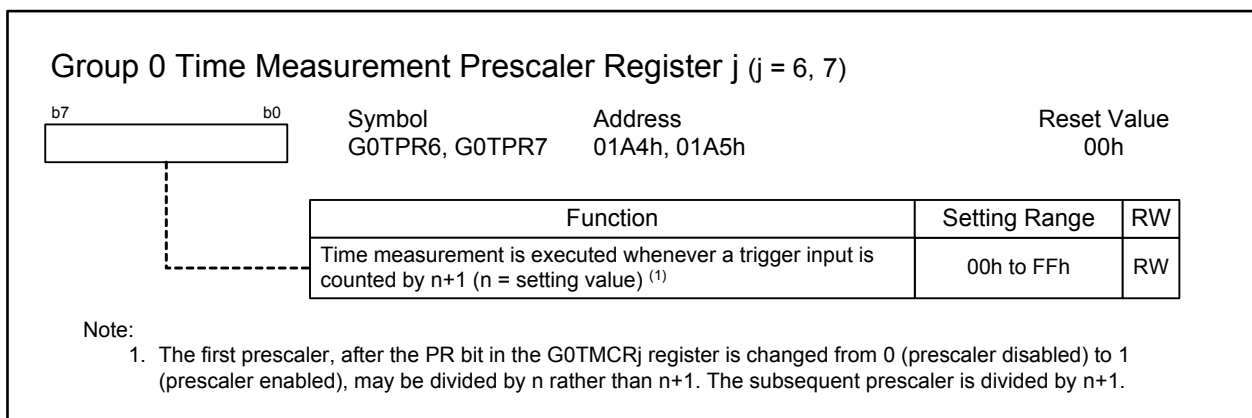 Group 0 Time Measurement Prescaler Register j (j = 6, 7)
b7 b0
Symbol Address Reset Value
G0TPR6, G0TPR7 01A4h, 01A5h 00h
Function Setting Range RW
Time measurement is executed whenever a trigger input is
counted by n+1 (n = setting value) (1)
00h to FFh RW
Note:
1. The first prescaler, after the PR bit in the G0TMCRj register is changed from 0 (prescaler disabled) to 1
(prescaler enabled), may be divided by n rather than n+1. The subsequent prescaler is divided by n+1.